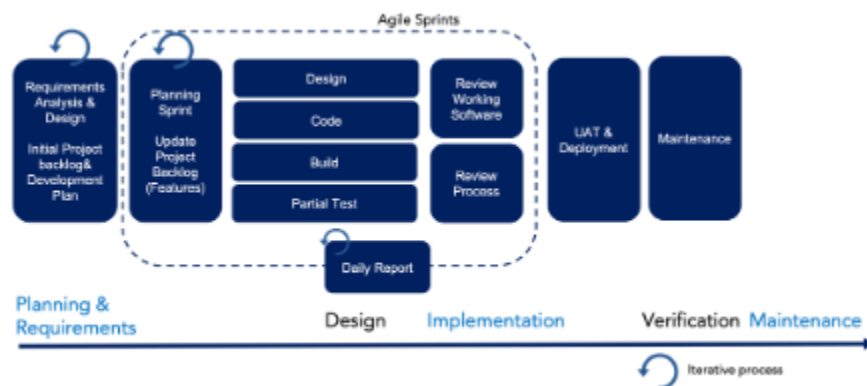 Agile Sprints
Requirements
Analysis &
Design
Initial Project
backlog&
Development
Plan
Planning
Sprint
Update
Project
Backlog
(Features)
Design
Code
Build
Partial Test
Review
Working
Software
Review
Process
UAT &
Deployment
Maintenance
Daily Report
Planning &
Requirements
Design
Implementation
Verification
Maintenance
Iterative process